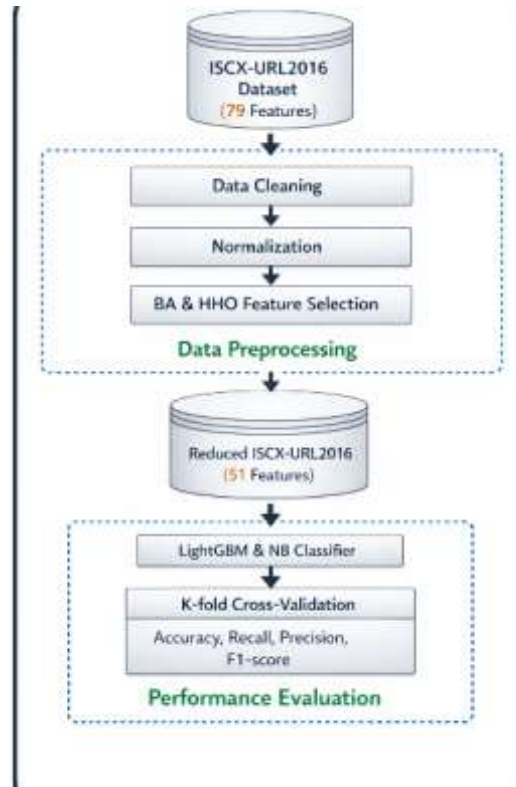 ISCX-URL2016
Dataset
(79 Features)
Data Cleaning
Normalization
BA & HHO Feature Selection
Data Preprocessing
Reduced ISCX-URL2016
(51 Features)
LightGBM & NB Classifier
K-fold Cross-Validation
Accuracy, Recall, Precision,
F1-score
Performance Evaluation